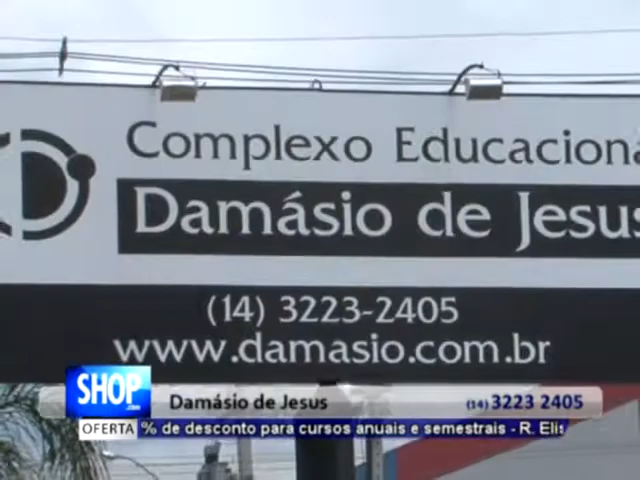 Complexo Educaciona
Damásio de Jesus
(14) 3223-2405
www.damasio.com.br
SHOP
.com
Damásio de Jesus
(14) 3223 2405
OFERTA
% de desconto para cursos anuais e semestrais - R. Elis